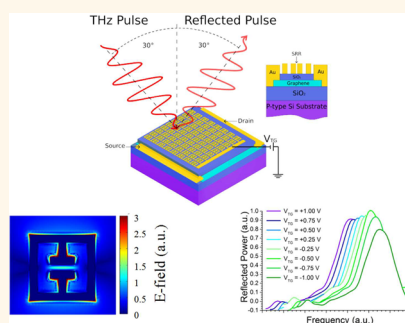 THz Pulse
Reflected Pulse
30°
30°
SRR
Au
Au
Graphene
SiO₂
P-type Si Substrate
Drain
Source
V_TG
3
2.5
2
1.5
1
0.5
0
E-field (a.u.)
1.0
0.9
0.8
0.7
0.6
0.5
0.4
0.3
0.2
0.1
0.0
-0.1
Reflected Power (a.u.)
V_TG = +1.00 V
V_TG = +0.75 V
V_TG = +0.50 V
V_TG = +0.25 V
V_TG = -0.25 V
V_TG = -0.50 V
V_TG = -0.75 V
V_TG = -1.00 V
Frequency (a.u.)